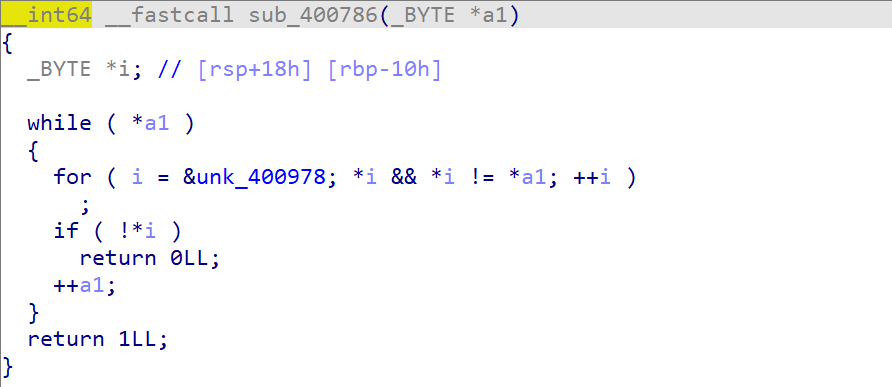 __int64 __fastcall sub_400786(_BYTE *a1)
{
  _BYTE *i; // [rsp+18h] [rbp-10h]

  while ( *a1 )
  {
    for ( i = &unk_400978; *i && *i != *a1; ++i )
      ;
    if ( !*i )
      return 0LL;
    ++a1;
  }
  return 1LL;
}